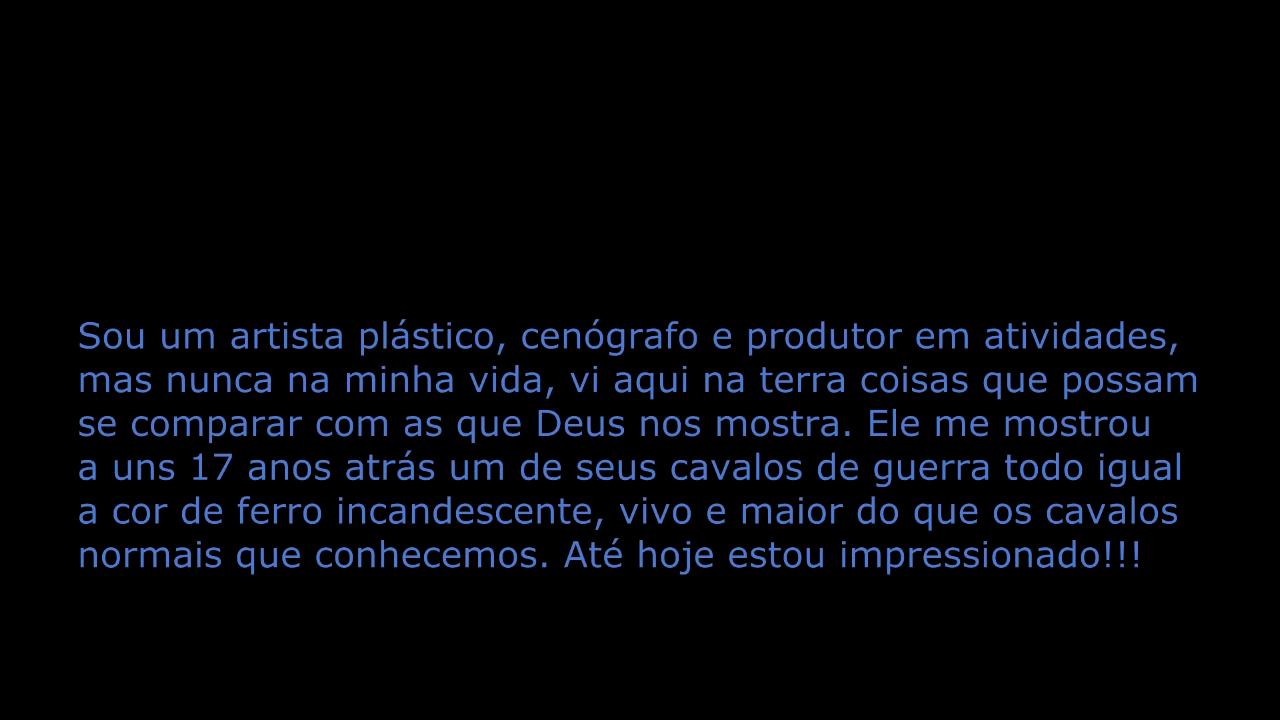 Sou um artista plástico, cenógrafo e produtor em atividades,
mas nunca na minha vida, vi aqui na terra coisas que possam
se comparar com as que Deus nos mostra. Ele me mostrou
a uns 17 anos atrás um de seus cavalos de guerra todo igual
a cor de ferro incandescente, vivo e maior do que os cavalos
normais que conhecemos. Até hoje estou impressionado!!!